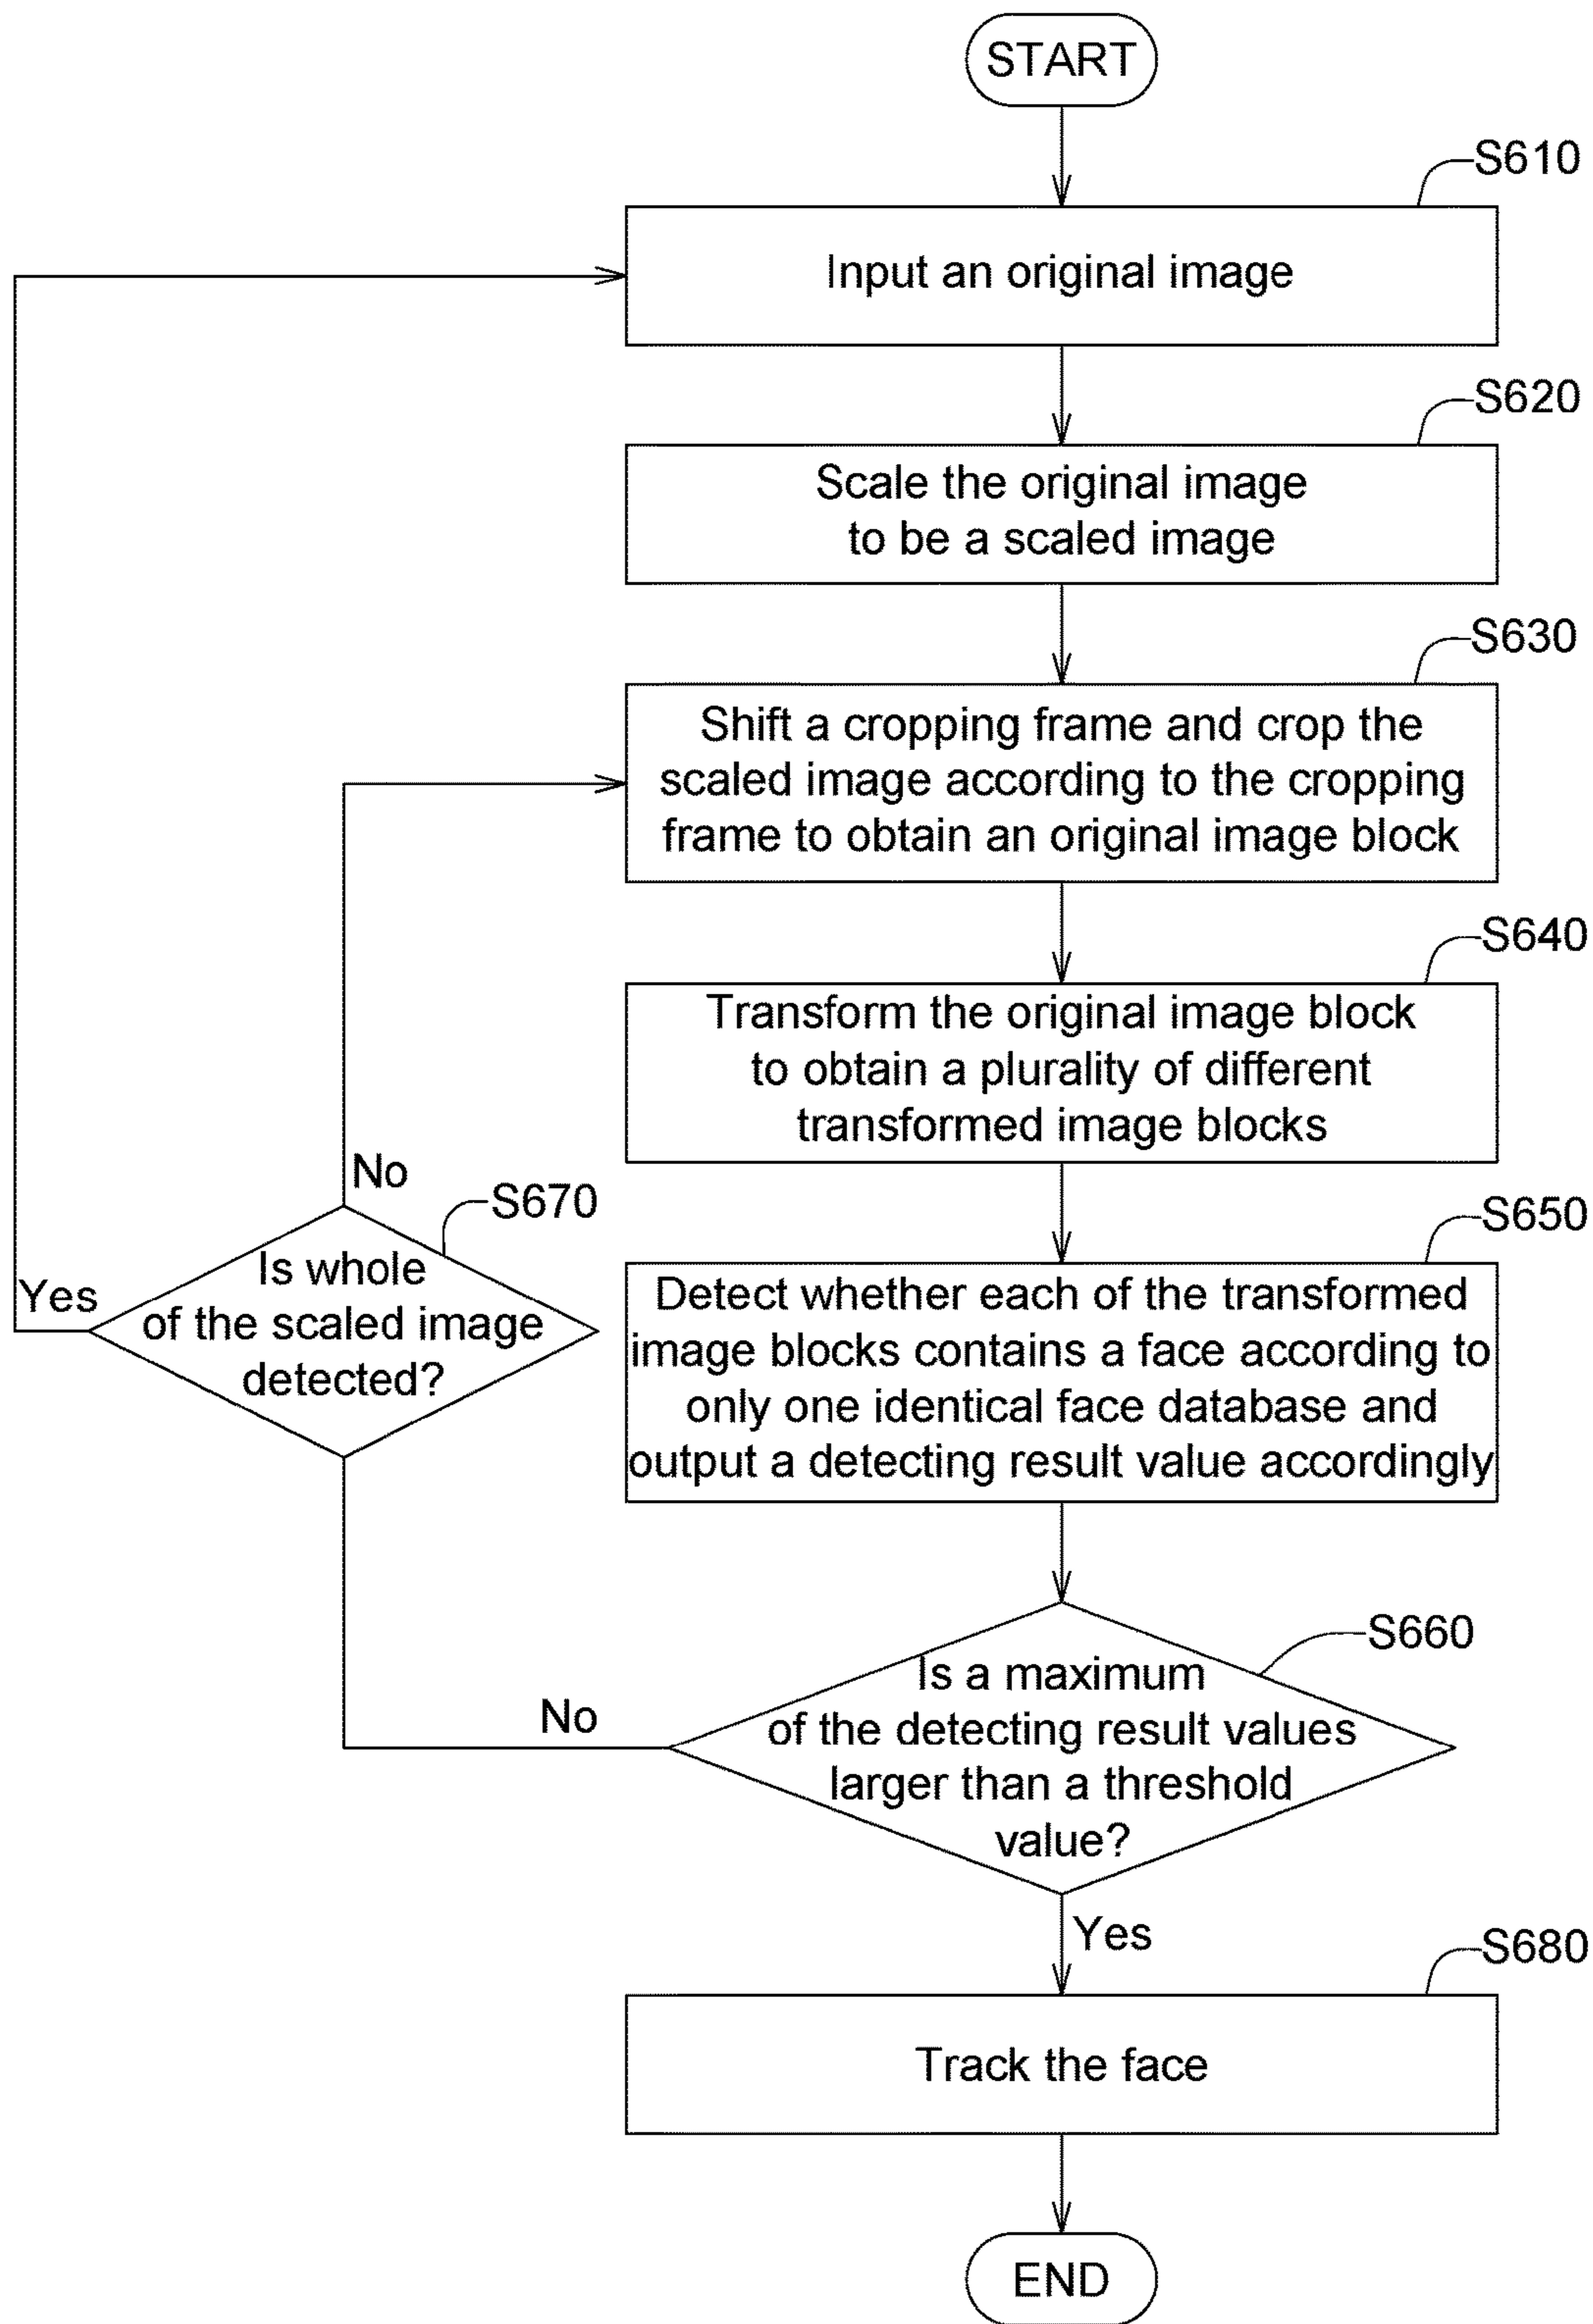 START
S610
Input an original image
S620
Scale the original image
to be a scaled image
S630
Shift a cropping frame and crop the
scaled image according to the cropping
frame to obtain an original image block
S640
Transform the original image block
to obtain a plurality of different
transformed image blocks
No
S670
Is whole
of the scaled image
detected?
Yes
S650
Detect whether each of the transformed
image blocks contains a face according to
only one identical face database and
output a detecting result value accordingly
S660
Is a maximum
of the detecting result values
larger than a threshold
value?
No
Yes
S680
Track the face
END